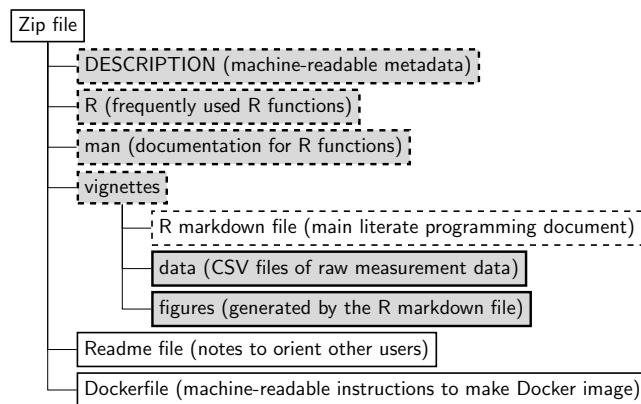 Zip file
DESCRIPTION (machine-readable metadata)
R (frequently used R functions)
man (documentation for R functions)
vignettes
R markdown file (main literate programming document)
data (CSV files of raw measurement data)
figures (generated by the R markdown file)
Readme file (notes to orient other users)
Dockerfile (machine-readable instructions to make Docker image)